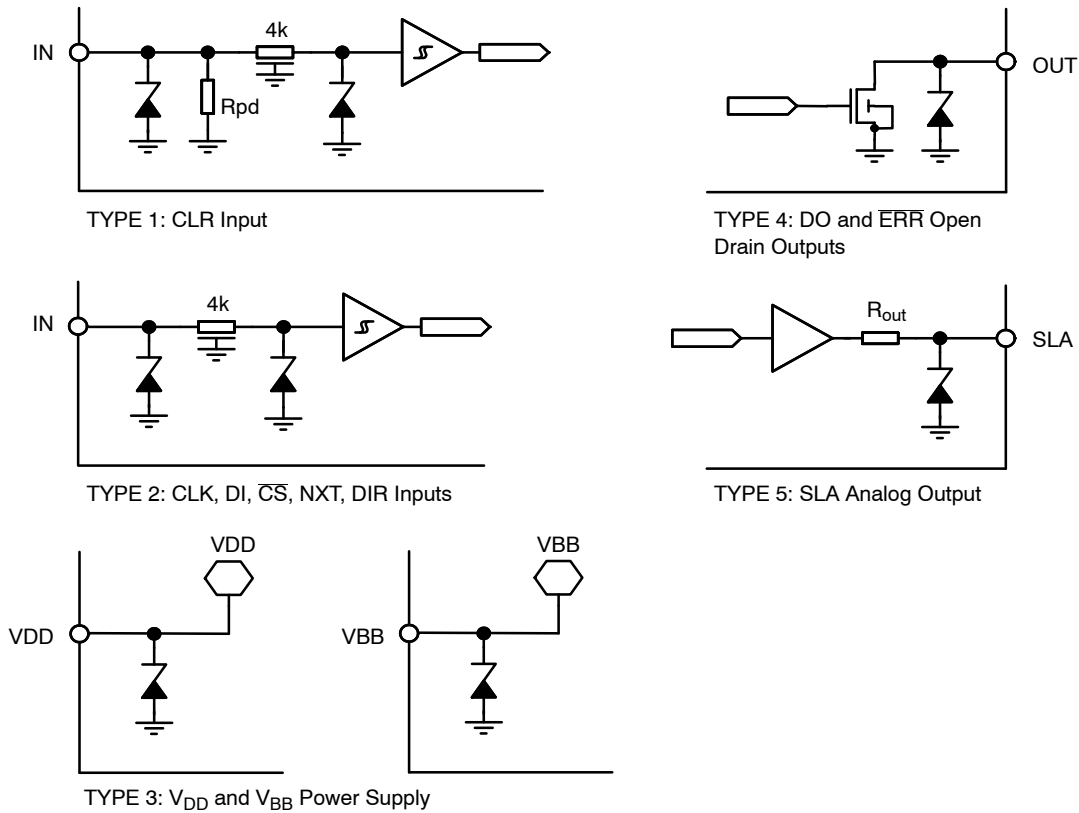 IN
4k
Rpd
TYPE 1: CLR Input
OUT
TYPE 4: DO and E̅R̅R̅ Open
Drain Outputs
IN
4k
TYPE 2: CLK, DI, C̅S̅, NXT, DIR Inputs
Rout
SLA
TYPE 5: SLA Analog Output
VDD
VDD
VBB
VBB
TYPE 3: VDD and VBB Power Supply